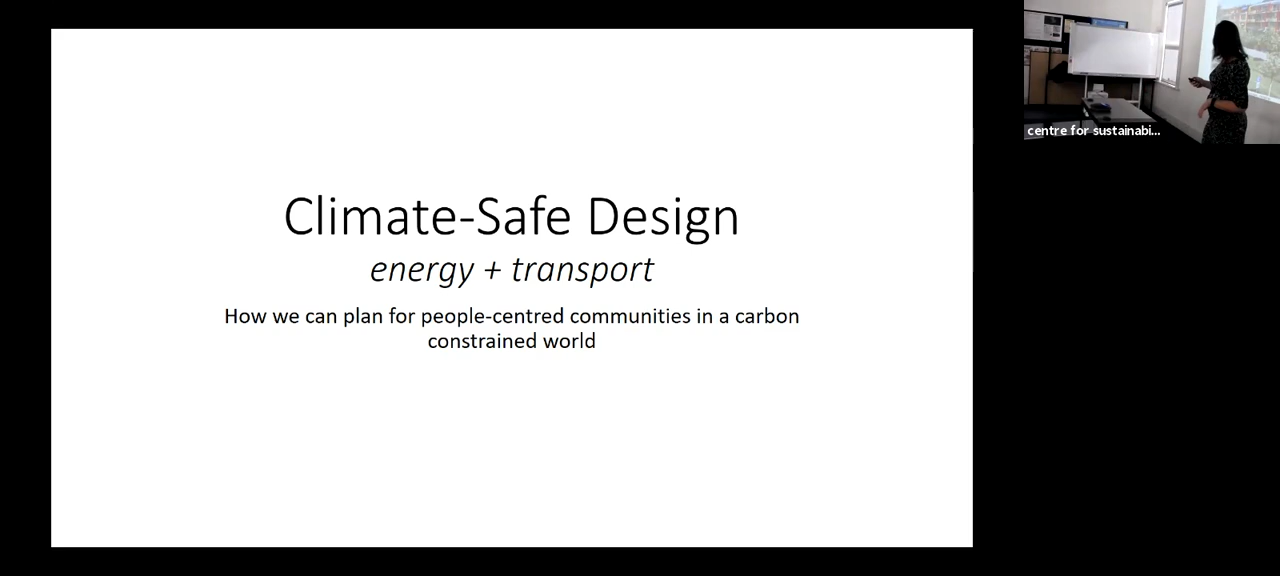 Climate-Safe Design
energy + transport
How we can plan for people-centred communities in a carbon
constrained world
centre for sustainabi...